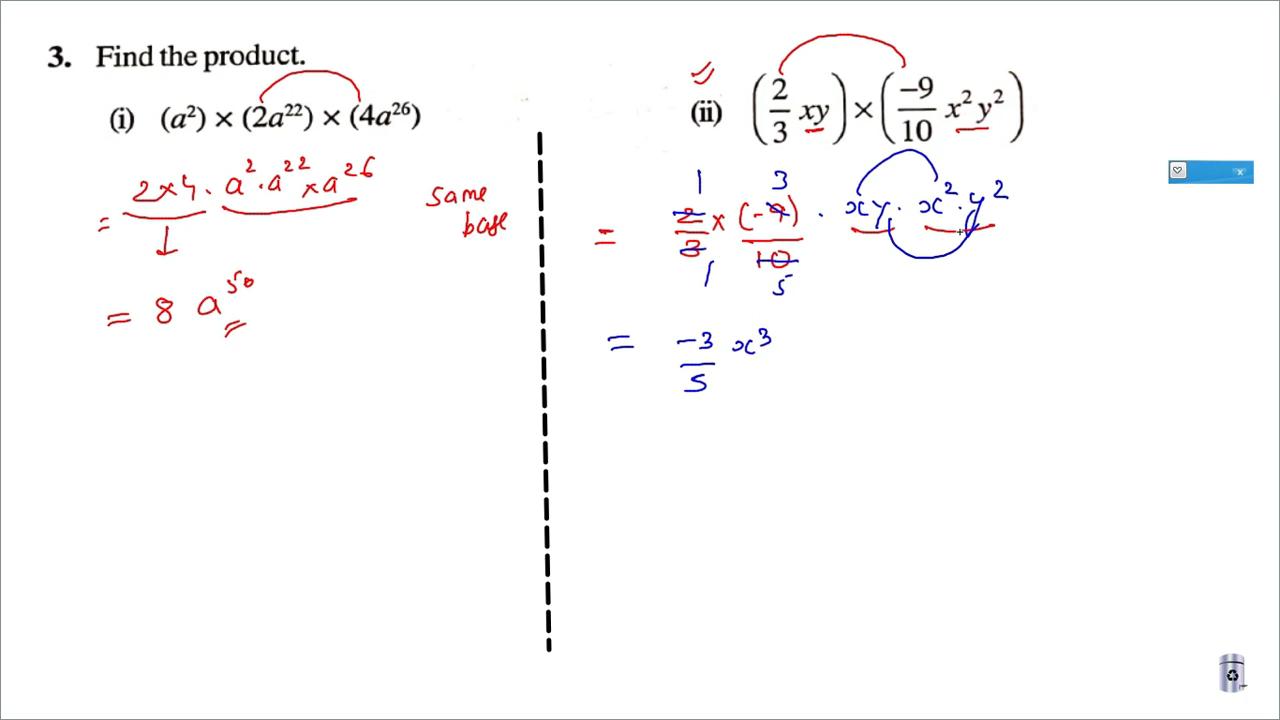 3. Find the product.
(i) (a²) × (2a²²) × (4a²⁶)
= 2 × 4 · a² · a²² × a²⁶
same
base
= 8 a⁵⁰
(ii) (2/3 xy) × (-9/10 x²y²)
1 3
= 2/3 × (-9)/10 · xy · x² · y²
1 5
= -3/5 x³
x